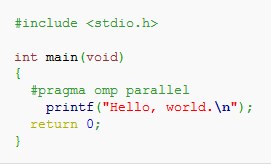 #include <stdio.h>
int main(void)
{
  #pragma omp parallel
    printf("Hello, world.\n");
  return 0;
}